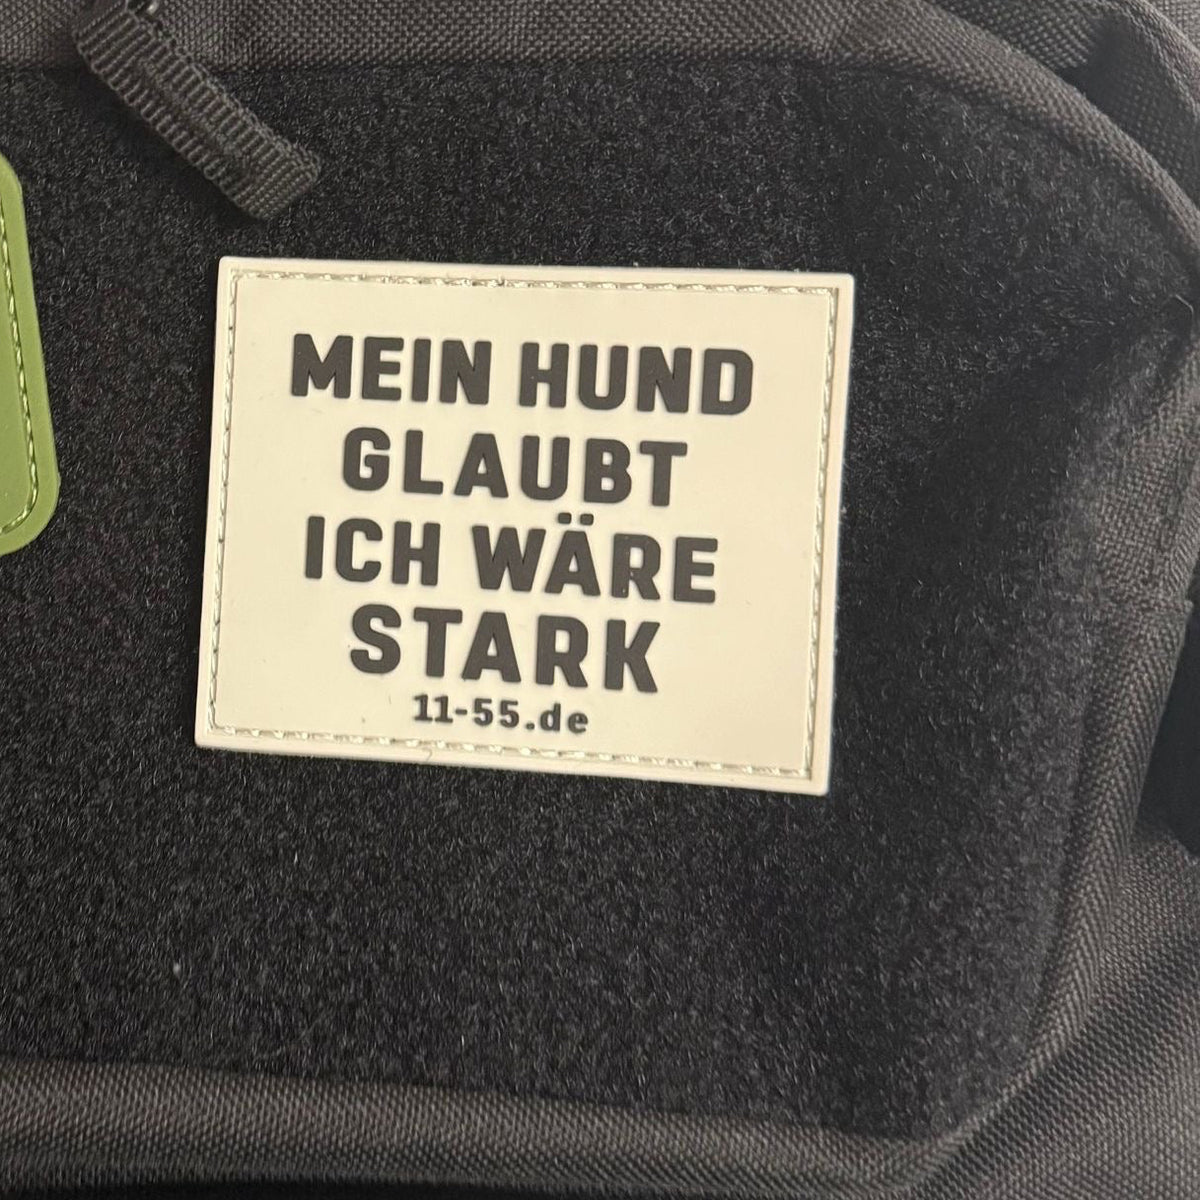 MEIN HUND
GLAUBT
ICH WÄRE
STARK
11-55.de